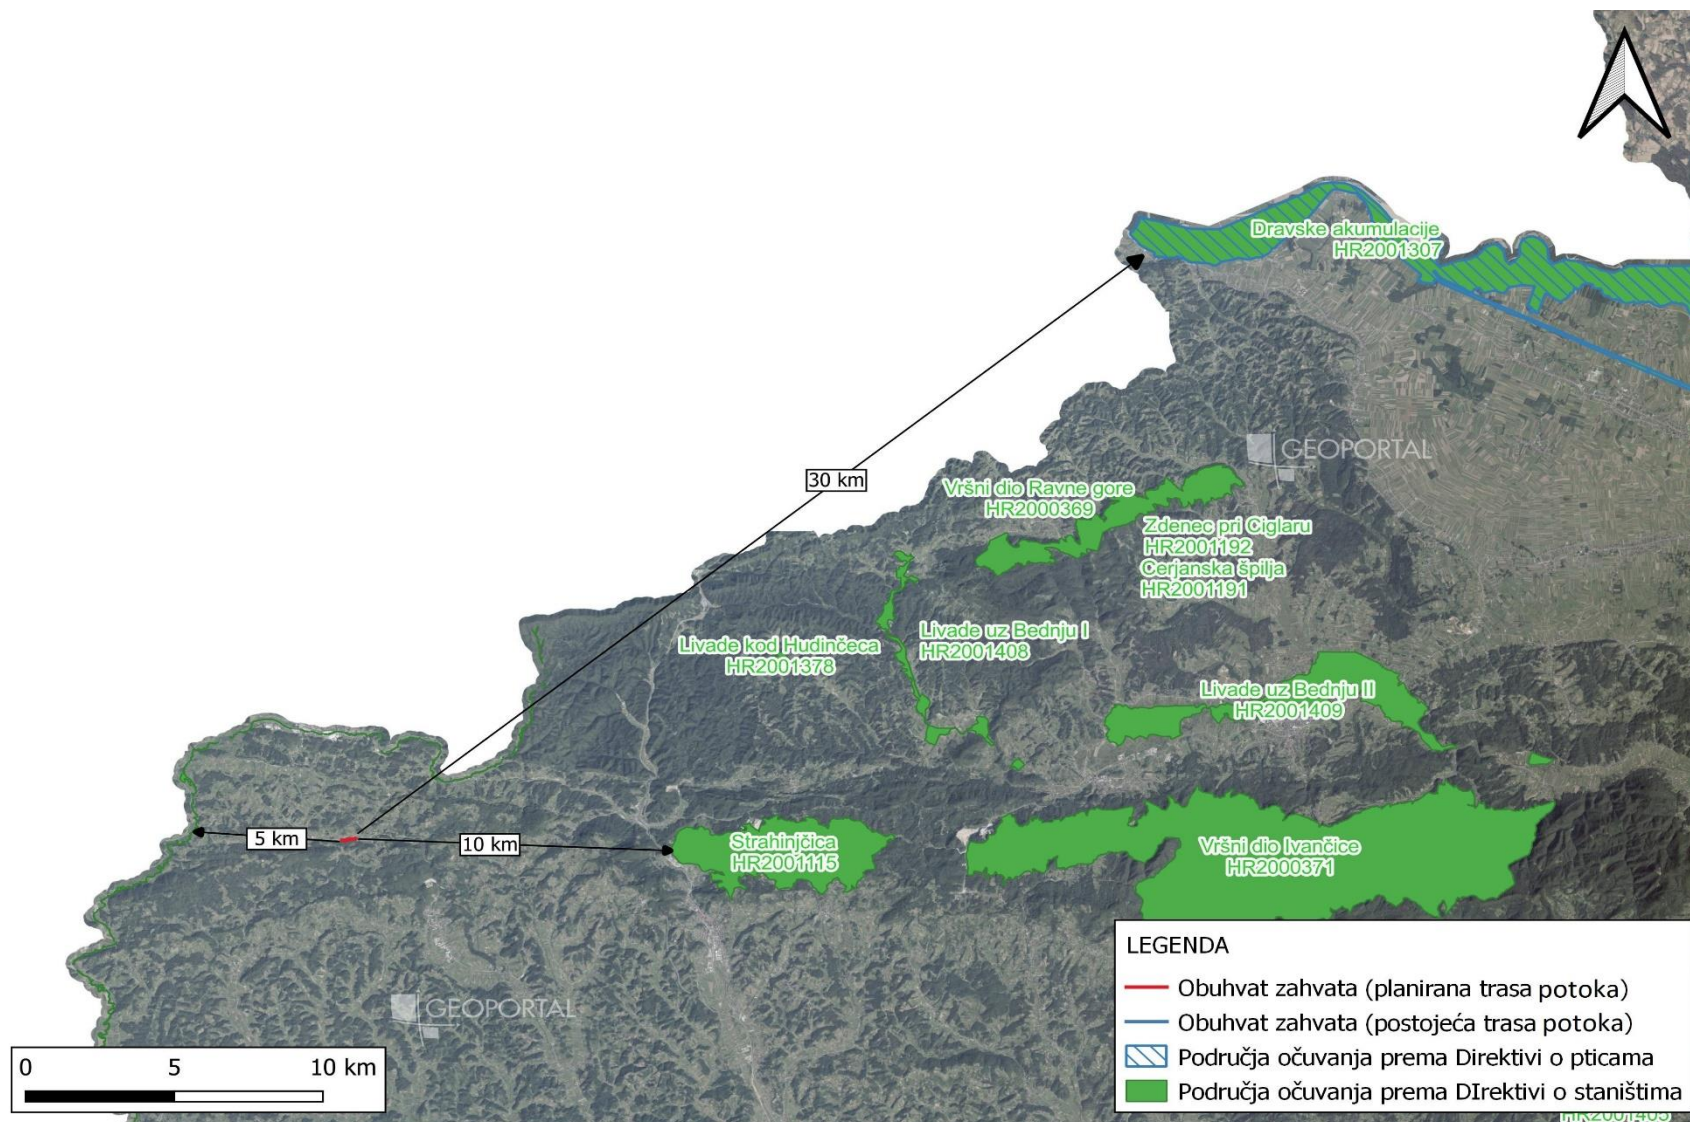 Dravske akumulacije
HR2001307
30 km
GEOPORTAL
Vršni dio Ravne gore
HR2000369
Zdenec pri Ciglaru
HR2001192
Cerjanska špilja
HR2001191
Livade kod Hudinčeca
HR2001378
Livade uz Bednju I
HR2001408
Livade uz Bednju II
HR2001409
5 km
10 km
Strahinjčica
HR2001115
Vršni dio Ivančice
HR2000371
GEOPORTAL
LEGENDA
Obuhvat zahvata (planirana trasa potoka)
Obuhvat zahvata (postojeća trasa potoka)
Područja očuvanja prema Direktivi o pticama
Područja očuvanja prema DIrektivi o staništima
HR2001405
0 5 10 km